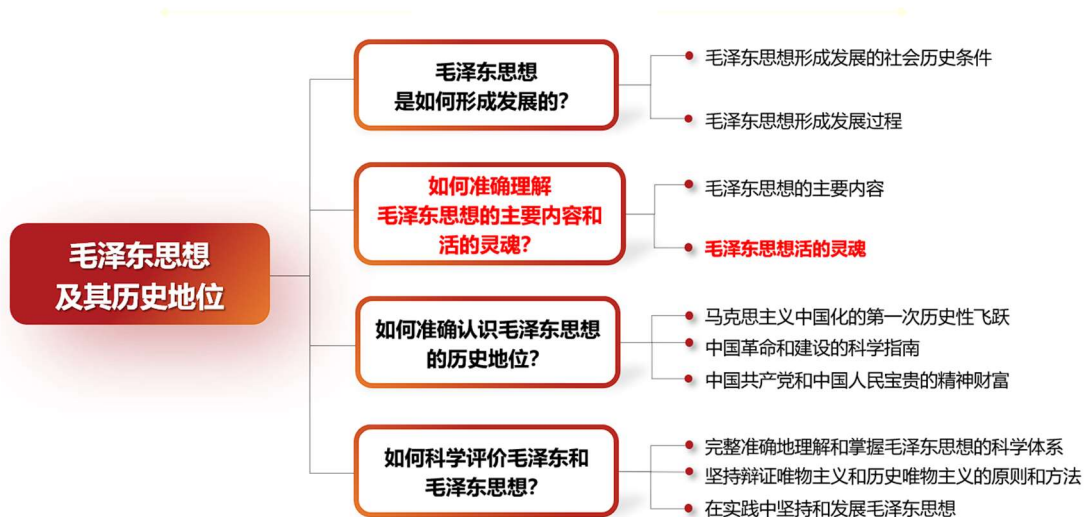 毛泽东思想
及其历史地位
毛泽东思想
是如何形成发展的?
毛泽东思想形成发展的社会历史条件
毛泽东思想形成发展过程
如何准确理解
毛泽东思想的主要内容和
活的灵魂?
毛泽东思想的主要内容
毛泽东思想活的灵魂
如何准确认识毛泽东思想
的历史地位?
马克思主义中国化的第一次历史性飞跃
中国革命和建设的科学指南
中国共产党和中国人民宝贵的精神财富
如何科学评价毛泽东和
毛泽东思想?
完整准确地理解和掌握毛泽东思想的科学体系
坚持辩证唯物主义和历史唯物主义的原则和方法
在实践中坚持和发展毛泽东思想